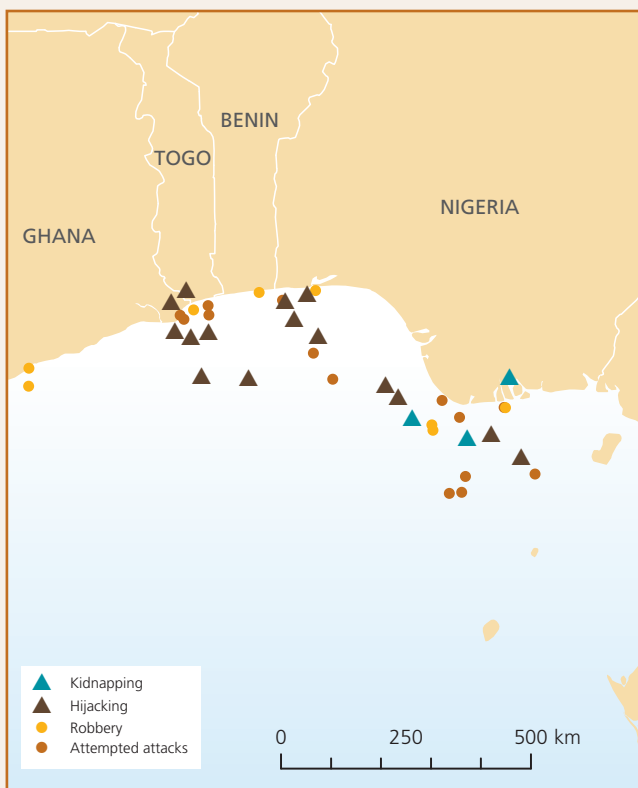 BENIN
TOGO
NIGERIA
GHANA
Kidnapping
Hijacking
Robbery
Attempted attacks
0 250 500 km